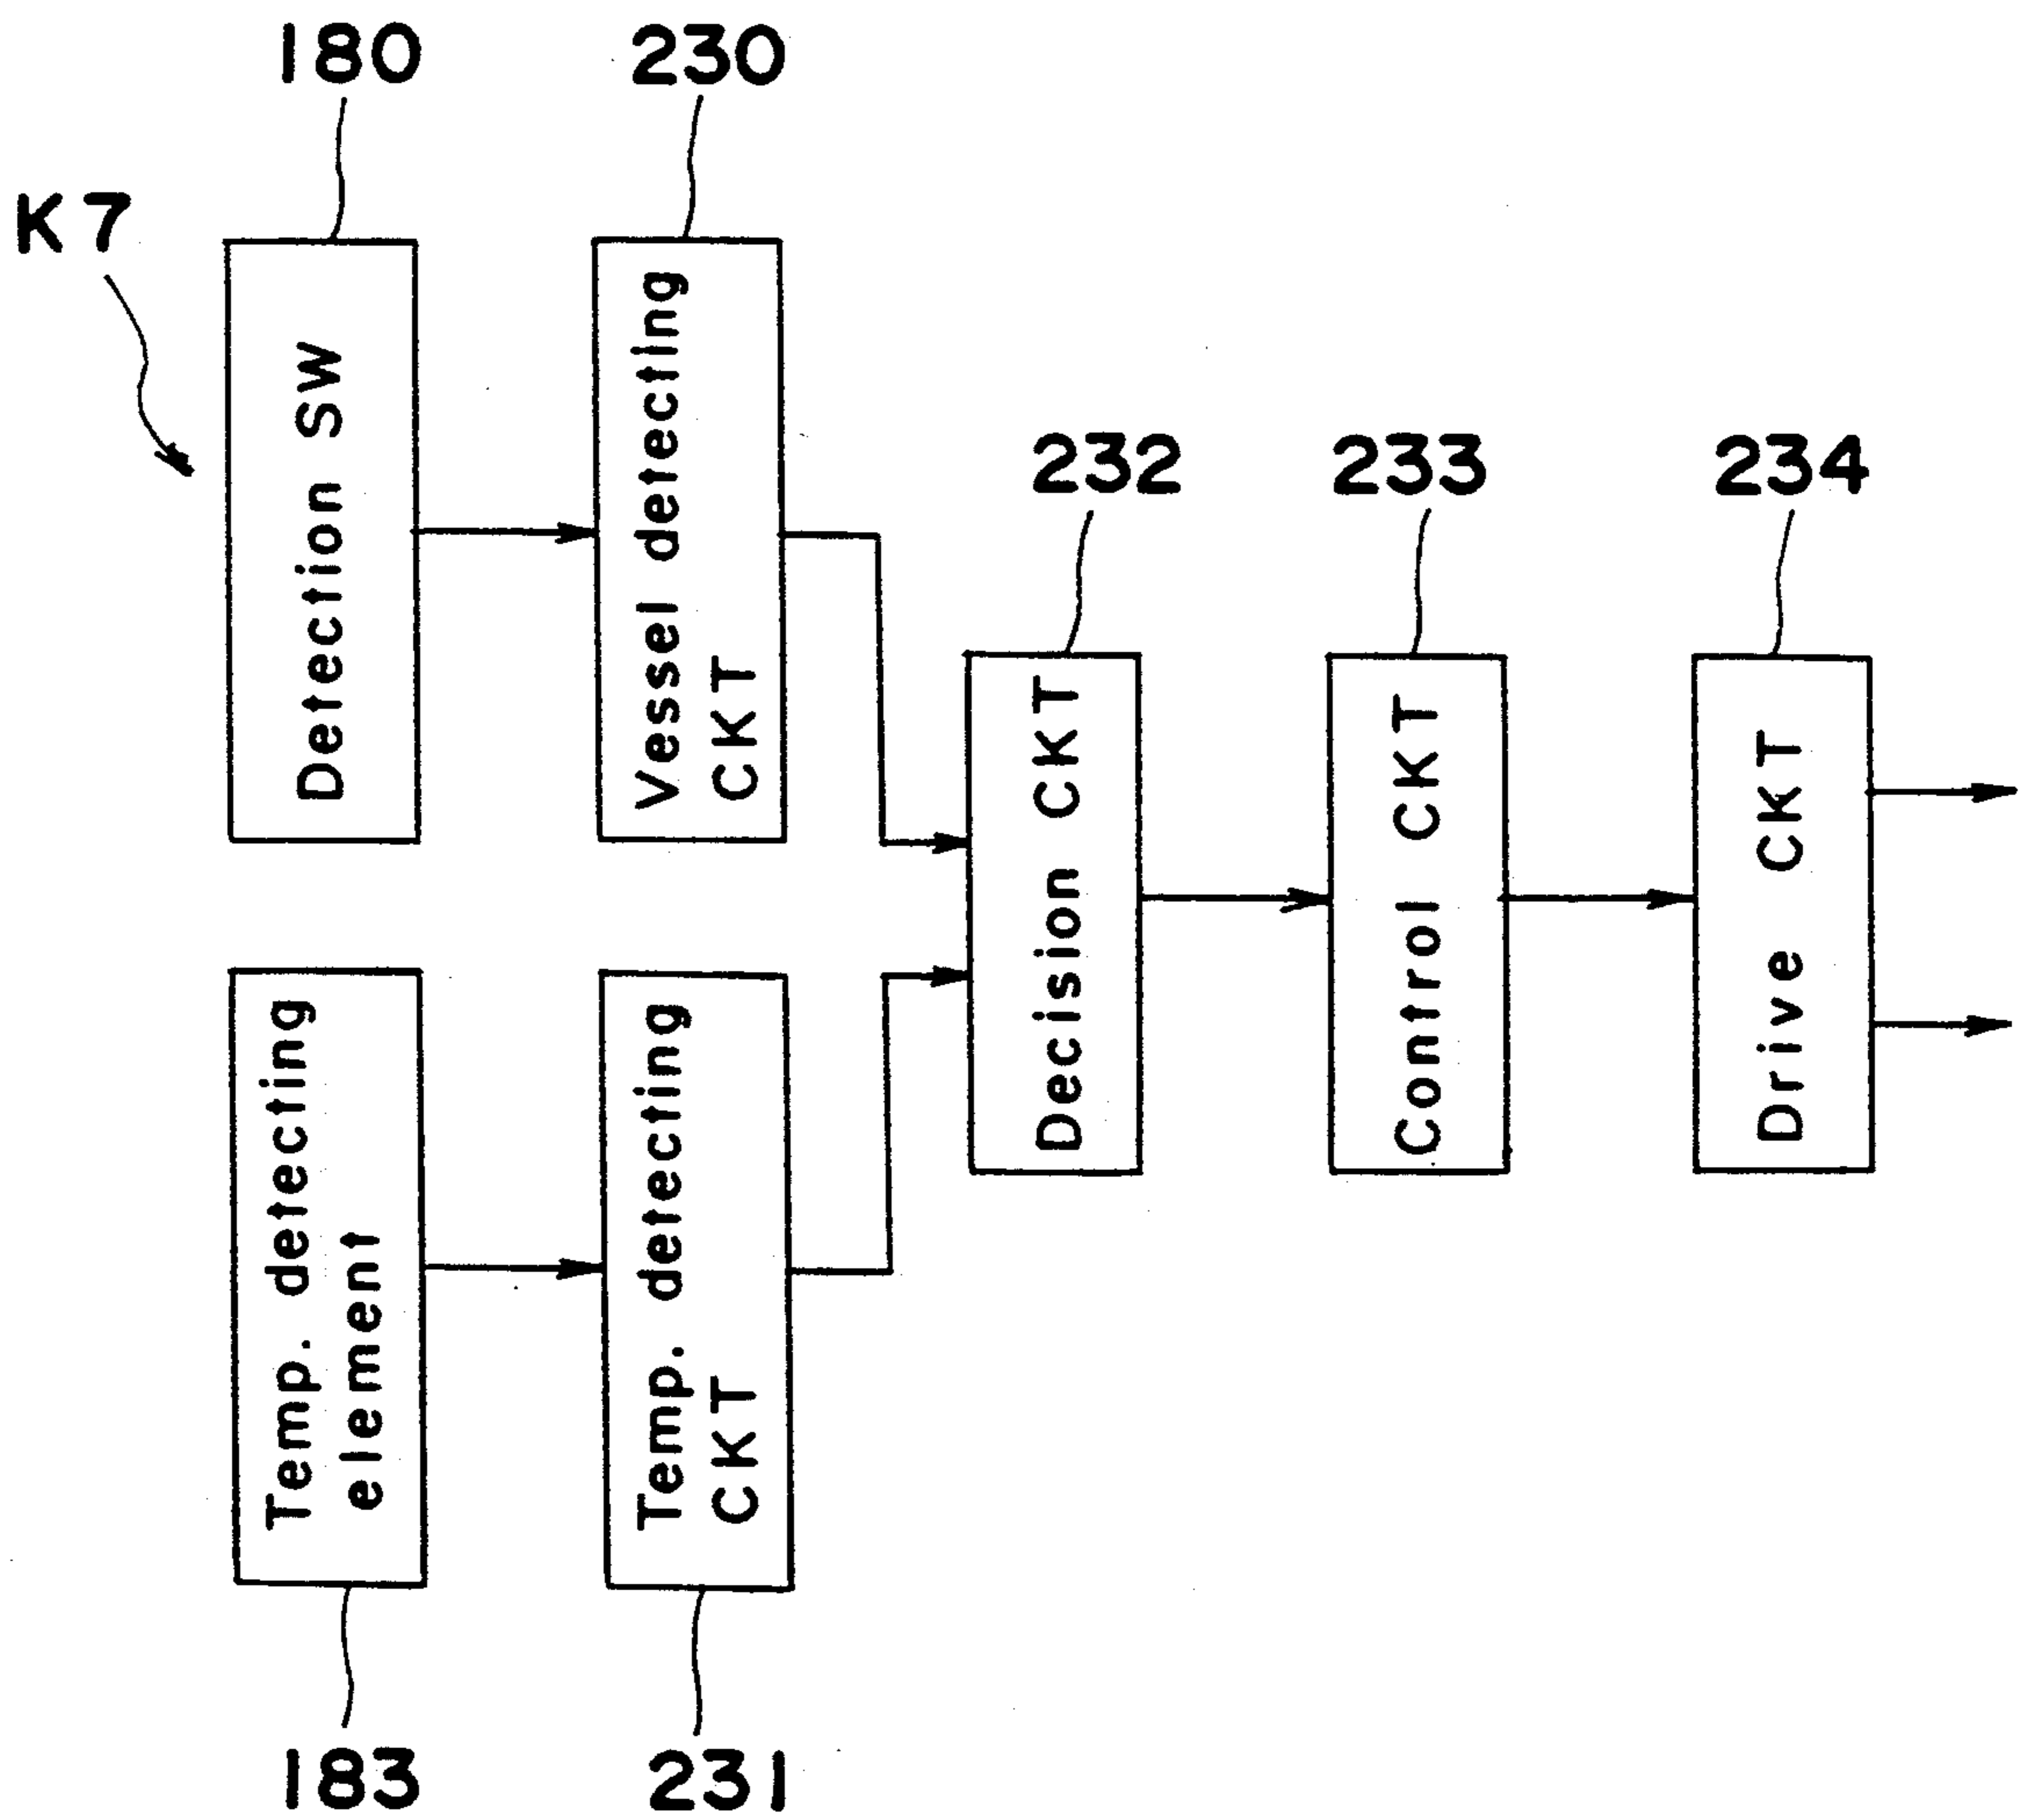 180
230
K7
Detection SW
Vessel detecting
CKT
232
233
234
Decision CKT
Control CKT
Drive CKT
Temp. detecting
element
Temp. detecting
CKT
183
231